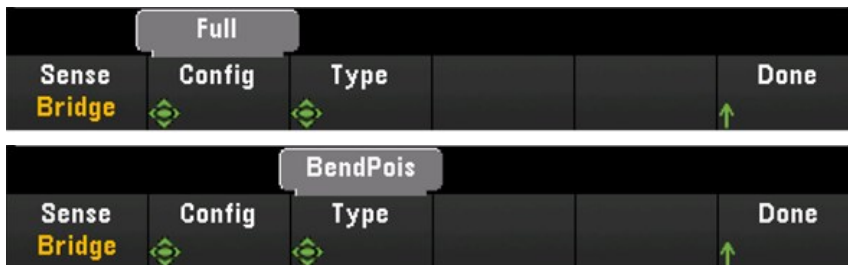 Full
Sense Config Type Done
Bridge
BendPois
Sense Config Type Done
Bridge